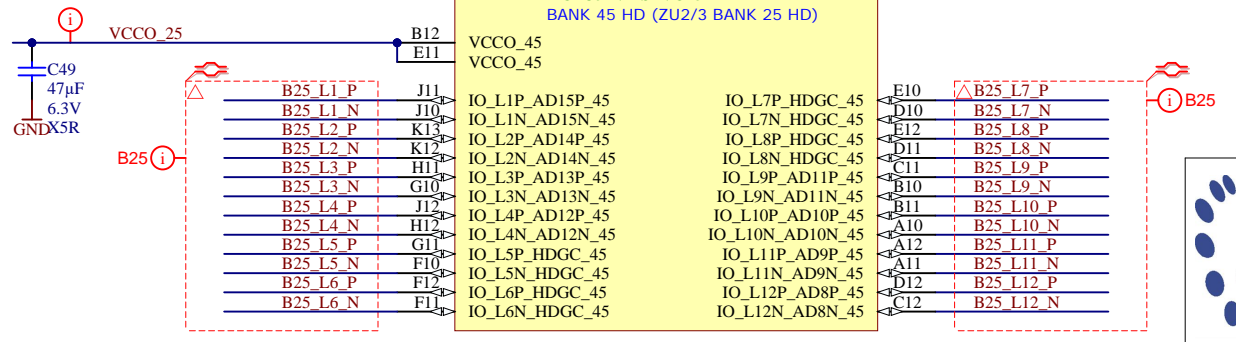 BANK 45 HD (ZU2/3 BANK 25 HD)
i
VCCO_25
B12 VCCO_45
E11 VCCO_45
C49
47µF
6.3V
X5R
GND
B25_L1_P J11 IO_L1P_AD15P_45 IO_L7P_HDGC_45 E10 B25_L7_P
B25_L1_N J10 IO_L1N_AD15N_45 IO_L7N_HDGC_45 D10 B25_L7_N
B25_L2_P K13 IO_L2P_AD14P_45 IO_L8P_HDGC_45 E12 B25_L8_P
B25_L2_N K12 IO_L2N_AD14N_45 IO_L8N_HDGC_45 D11 B25_L8_N
B25_L3_P H11 IO_L3P_AD13P_45 IO_L9P_AD11P_45 C11 B25_L9_P
B25_L3_N G10 IO_L3N_AD13N_45 IO_L9N_AD11N_45 B10 B25_L9_N
B25_L4_P J12 IO_L4P_AD12P_45 IO_L10P_AD10P_45 B11 B25_L10_P
B25_L4_N H12 IO_L4N_AD12N_45 IO_L10N_AD10N_45 A10 B25_L10_N
B25_L5_P G11 IO_L5P_HDGC_45 IO_L11P_AD9P_45 A12 B25_L11_P
B25_L5_N F10 IO_L5N_HDGC_45 IO_L11N_AD9N_45 A11 B25_L11_N
B25_L6_P F12 IO_L6P_HDGC_45 IO_L12P_AD8P_45 D12 B25_L12_P
B25_L6_N F11 IO_L6N_HDGC_45 IO_L12N_AD8N_45 C12 B25_L12_N
B25 i
i B25